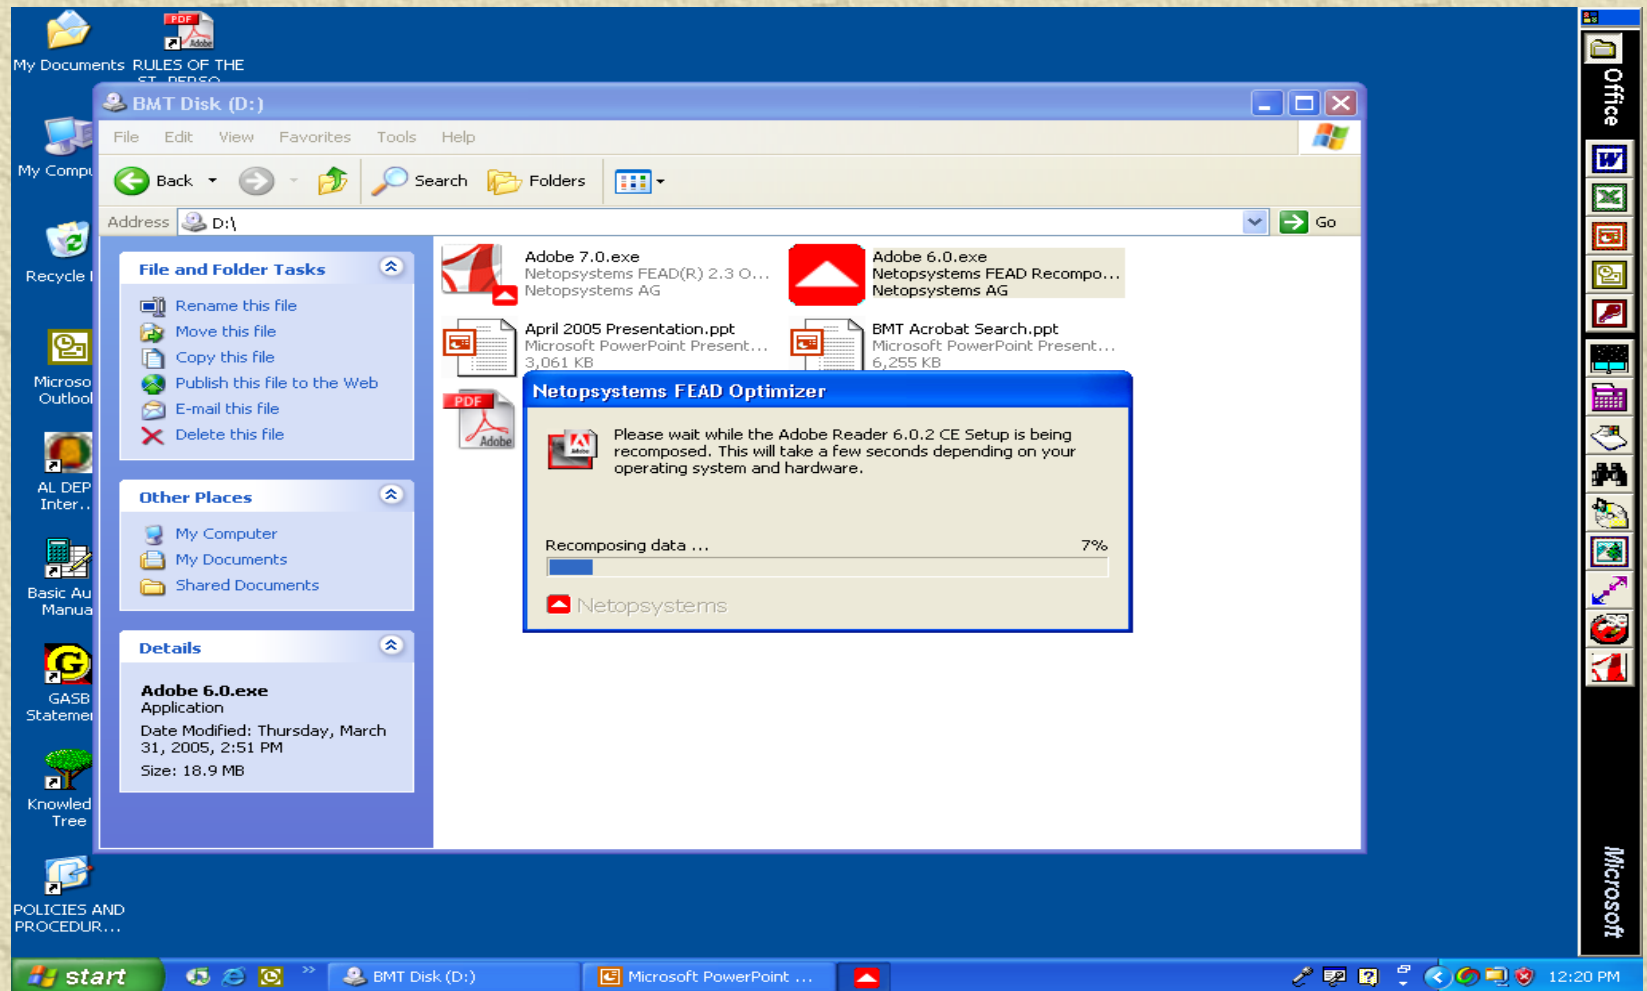 My Documents
RULES OF THE
BMT Disk (D:)
File Edit View Favorites Tools Help
Back
Search
Folders
Address
D:\
Go
File and Folder Tasks
Rename this file
Move this file
Copy this file
Publish this file to the Web
E-mail this file
Delete this file
Other Places
My Computer
My Documents
Shared Documents
Details
Adobe 6.0.exe
Application
Date Modified: Thursday, March
31, 2005, 2:51 PM
Size: 18.9 MB
Adobe 7.0.exe
Netopsystems FEAD(R) 2.3 O...
Netopsystems AG
Adobe 6.0.exe
Netopsystems FEAD Recompo...
Netopsystems AG
April 2005 Presentation.ppt
Microsoft PowerPoint Present...
3,061 KB
BMT Acrobat Search.ppt
Microsoft PowerPoint Present...
6,255 KB
PDF
Adobe
Netopsystems FEAD Optimizer
Please wait while the Adobe Reader 6.0.2 CE Setup is being
recomposed. This will take a few seconds depending on your
operating system and hardware.
Recomposing data ... 7%
Netopsystems
My Compu
Recycle
Microso
Outlool
AL DEP
Inter..
Basic Au
Manua
GASB
Statemer
Knowled
Tree
POLICIES AND
PROCEDUR...
Office
Microsoft
start
BMT Disk (D:)
Microsoft PowerPoint ...
12:20 PM